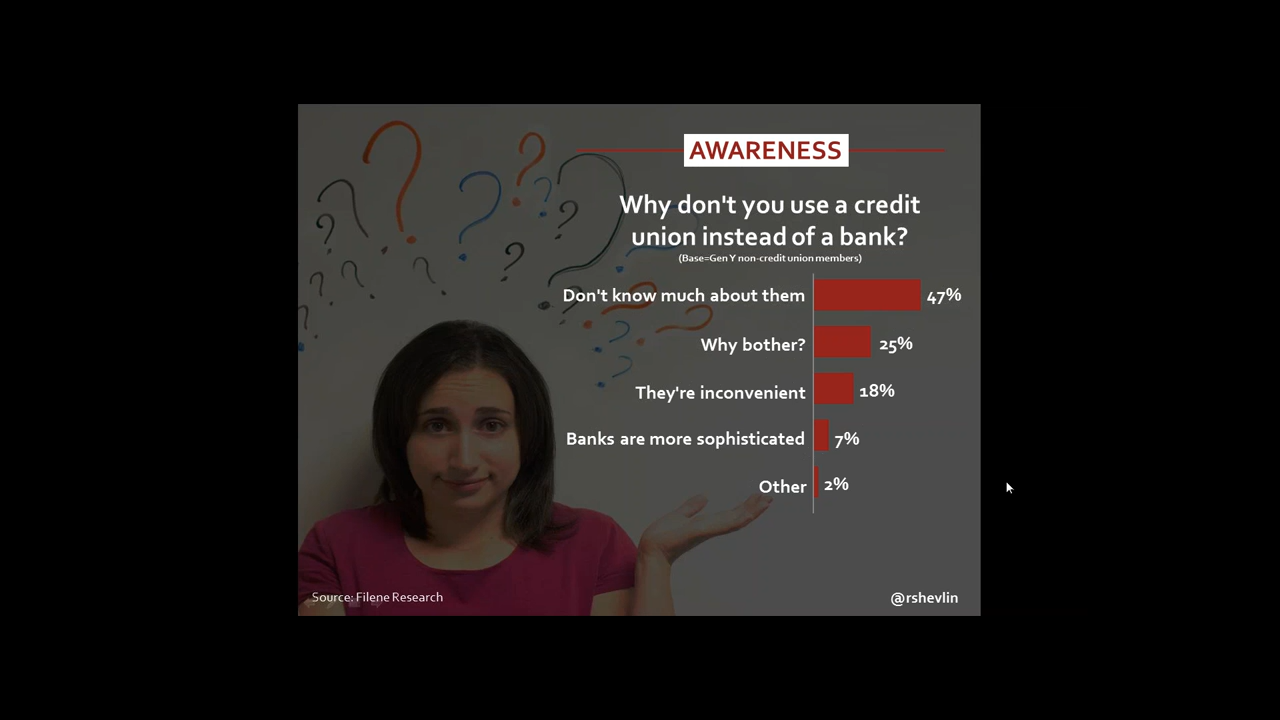 AWARENESS
Why don't you use a credit
union instead of a bank?
(Base=Gen Y non-credit union members)
Don't know much about them 47%
Why bother? 25%
They're inconvenient 18%
Banks are more sophisticated 7%
Other 2%
Source: Filene Research
@rshevlin